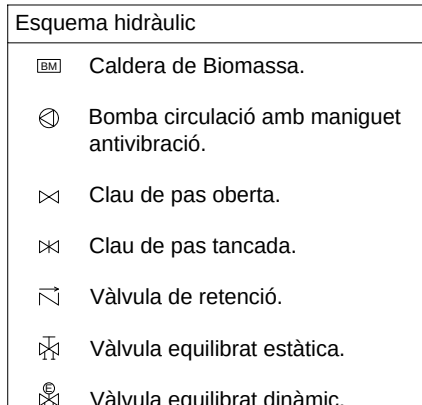 Esquema hidràulic
BM Caldera de Biomassa.
Bomba circulació amb maniguet
antivibració.
Clau de pas oberta.
Clau de pas tancada.
Vàlvula de retenció.
Vàlvula equilibrat estàtica.
E
Vàlvula equilibrat dinàmic.